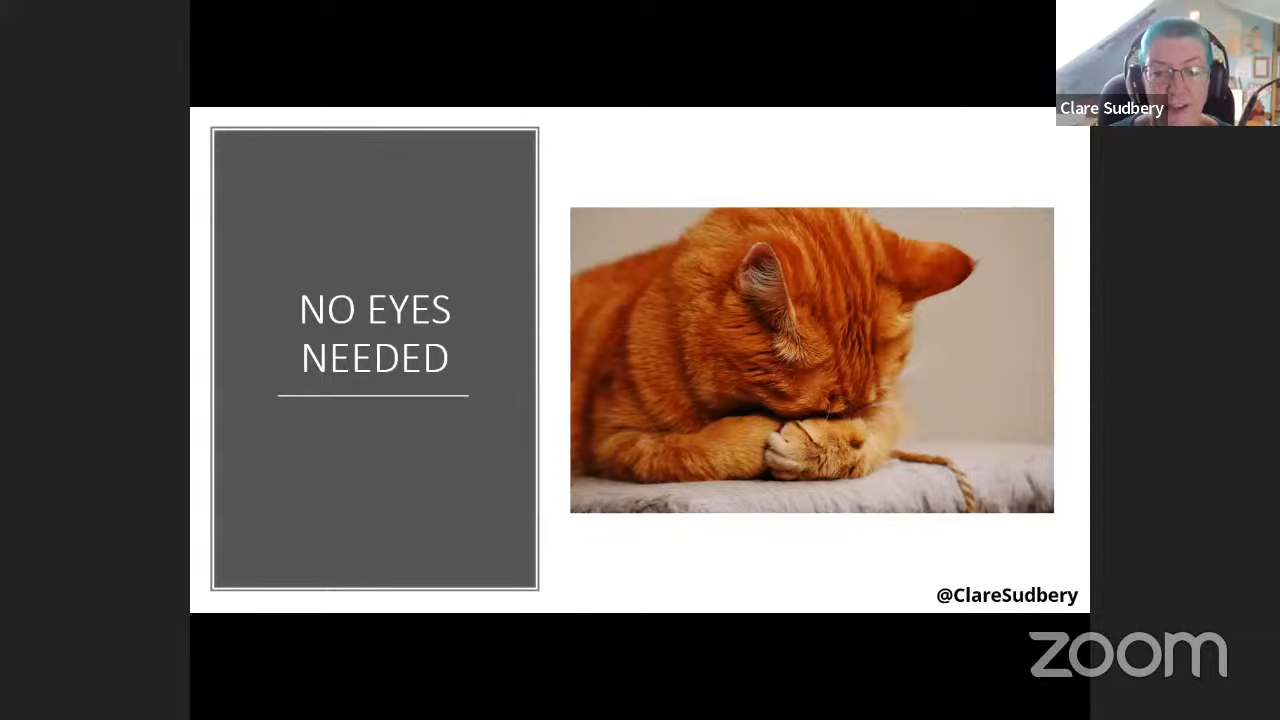 Clare Sudbery
NO EYES
NEEDED
@ClareSudbery
zoom